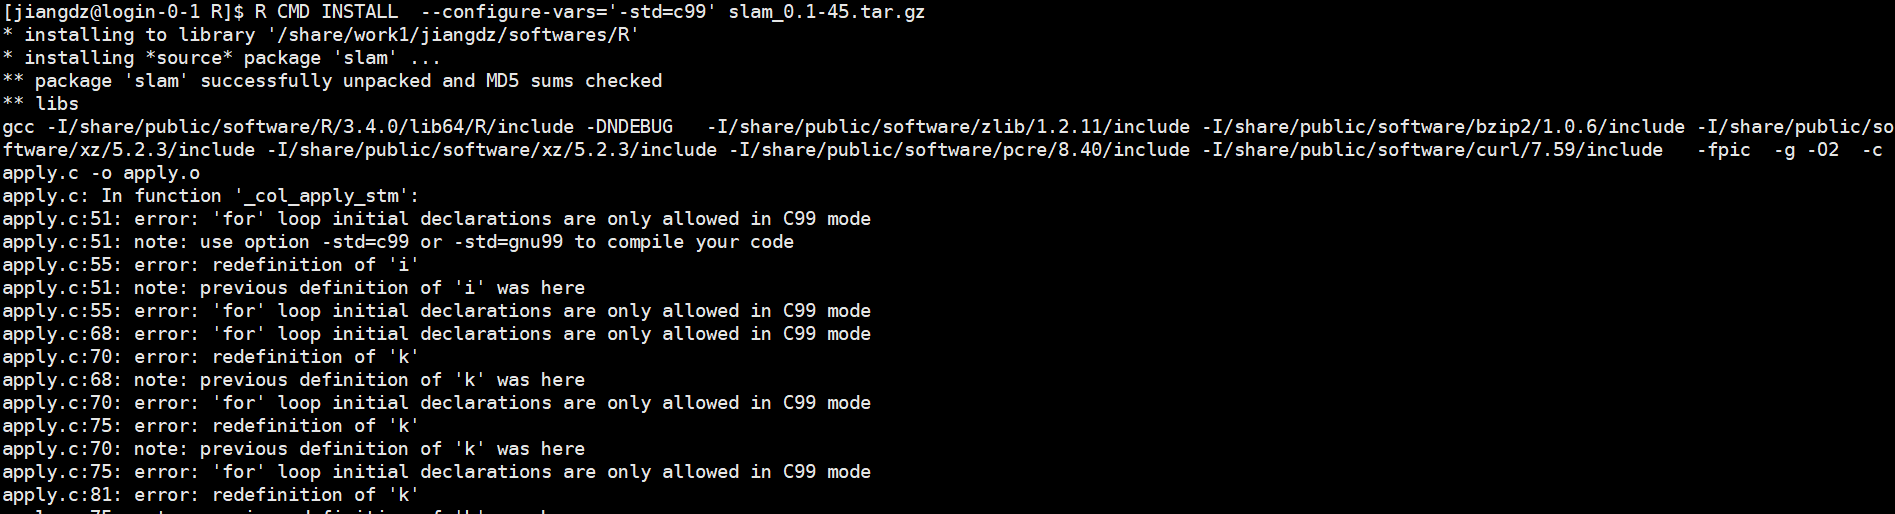 [jiangdz@login-0-1 R]$ R CMD INSTALL  --configure-vars='-std=c99' slam_0.1-45.tar.gz
* installing to library '/share/work1/jiangdz/softwares/R'
* installing *source* package 'slam' ...
** package 'slam' successfully unpacked and MD5 sums checked
** libs
gcc -I/share/public/software/R/3.4.0/lib64/R/include -DNDEBUG   -I/share/public/software/zlib/1.2.11/include -I/share/public/software/bzip2/1.0.6/include -I/share/public/so
ftware/xz/5.2.3/include -I/share/public/software/xz/5.2.3/include -I/share/public/software/pcre/8.40/include -I/share/public/software/curl/7.59/include   -fpic  -g -O2  -c
apply.c -o apply.o
apply.c: In function '_col_apply_stm':
apply.c:51: error: 'for' loop initial declarations are only allowed in C99 mode
apply.c:51: note: use option -std=c99 or -std=gnu99 to compile your code
apply.c:55: error: redefinition of 'i'
apply.c:51: note: previous definition of 'i' was here
apply.c:55: error: 'for' loop initial declarations are only allowed in C99 mode
apply.c:68: error: 'for' loop initial declarations are only allowed in C99 mode
apply.c:70: error: redefinition of 'k'
apply.c:68: note: previous definition of 'k' was here
apply.c:70: error: 'for' loop initial declarations are only allowed in C99 mode
apply.c:75: error: redefinition of 'k'
apply.c:70: note: previous definition of 'k' was here
apply.c:75: error: 'for' loop initial declarations are only allowed in C99 mode
apply.c:81: error: redefinition of 'k'